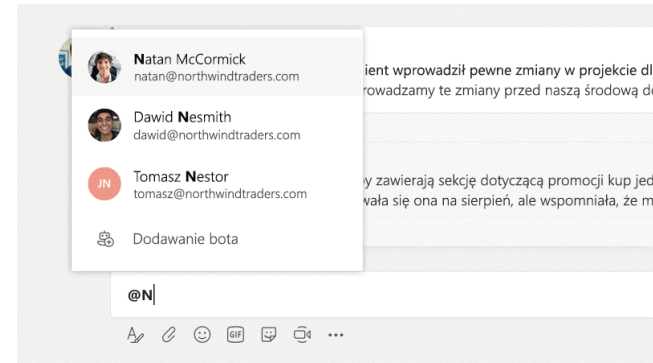 Natan McCormick
natan@northwindtraders.com
Dawid Nesmith
dawid@northwindtraders.com
JN
Tomasz Nestor
tomasz@northwindtraders.com
Dodawanie bota
ient wprowadził pewne zmiany w projekcie dl
rowadzamy te zmiany przed naszą środową d
y zawierają sekcję dotyczącą promocji kup jed
wała się ona na sierpień, ale wspomniała, że m
@N
GIF